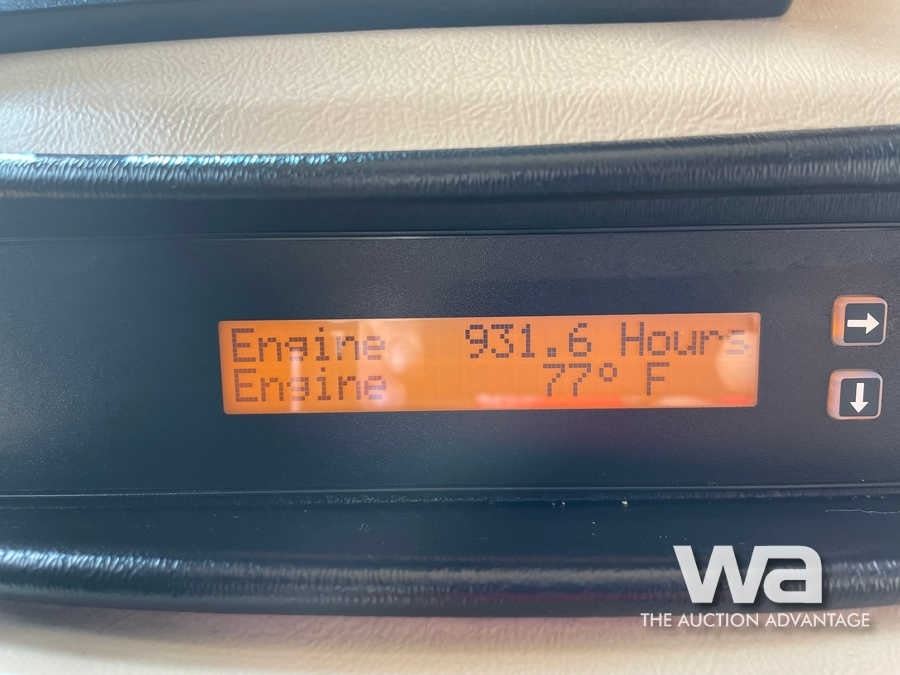 Engine 931.6 Hours
Engine 77° F
wa
THE AUCTION ADVANTAGE